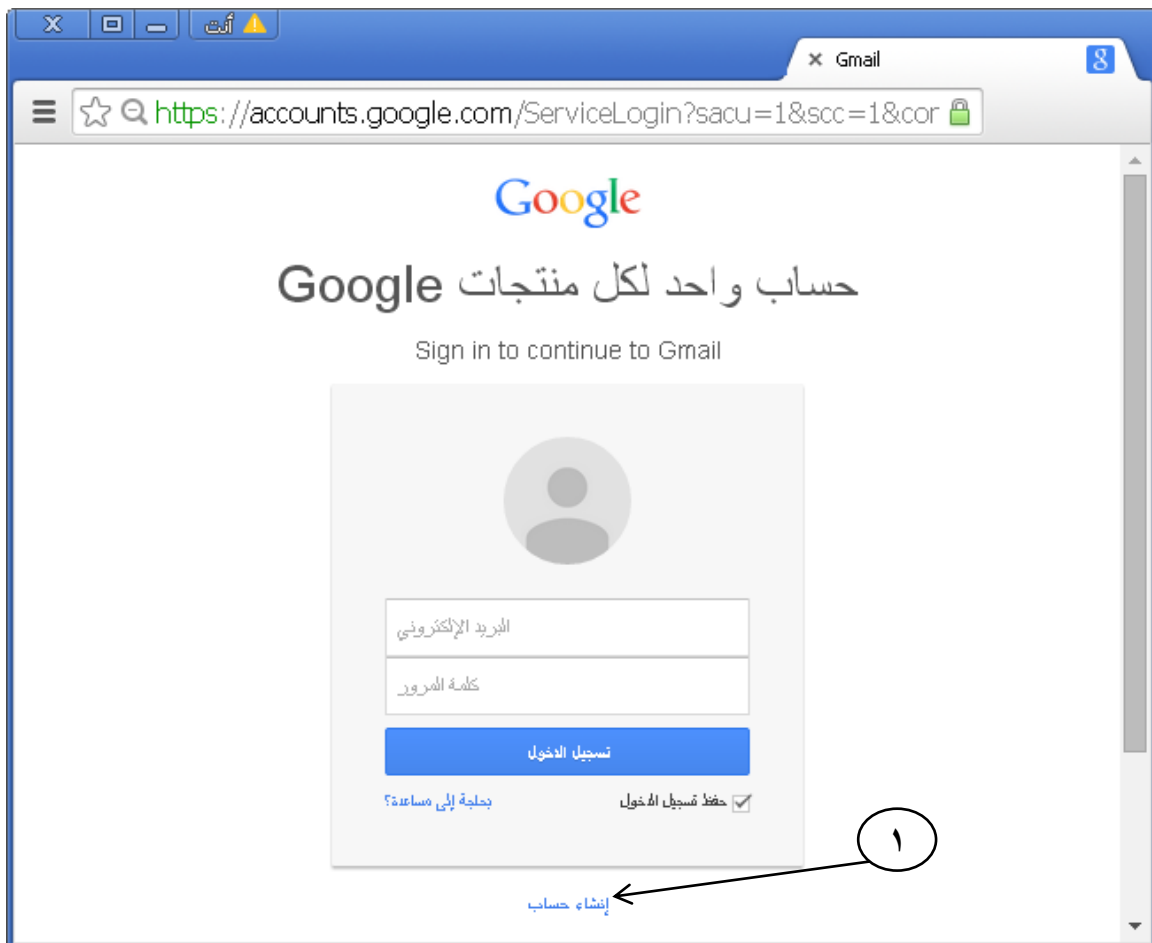 أنت
Gmail
8
https://accounts.google.com/ServiceLogin?sacu=1&scc=1&cor
Google
حساب واحد لكل منتجات Google
Sign in to continue to Gmail
البريد الإلكتروني
كلمة المرور
تسجيل الدخول
حفظ تسجيل الدخول بحاجة إلى مساعدة؟
١
إنشاء حساب